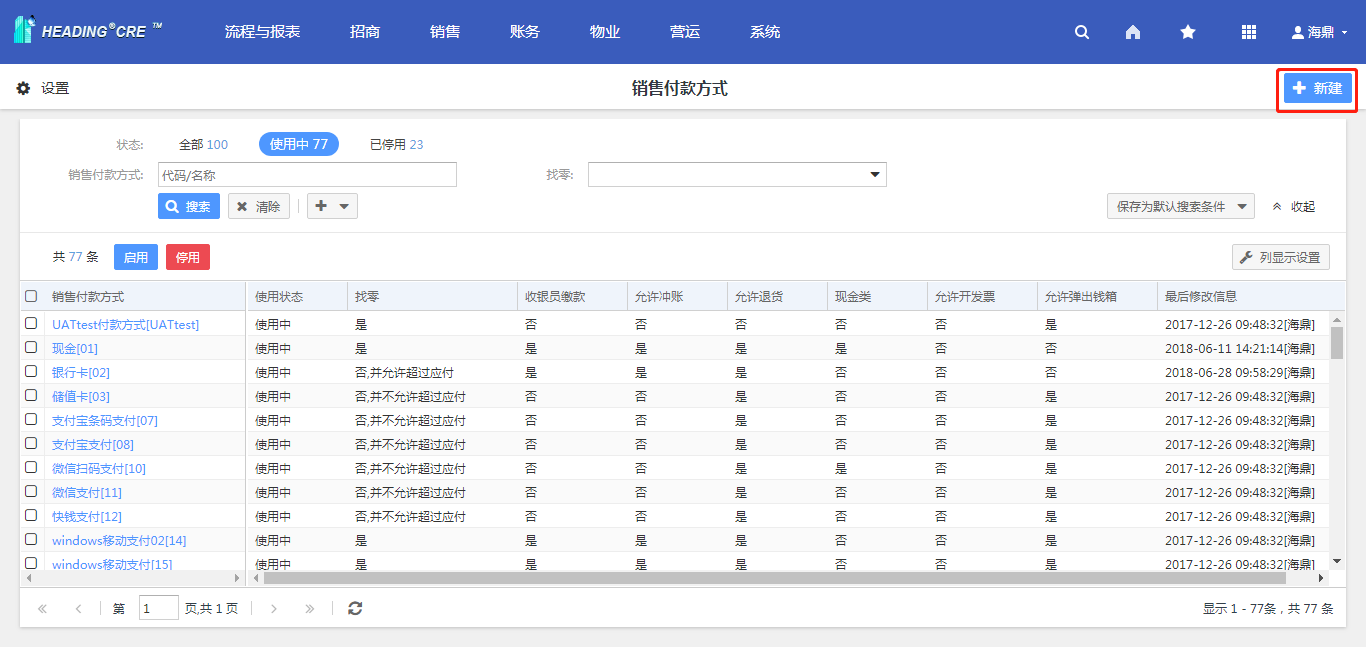 HEADING®CRE ™ 流程与报表 招商 销售 账务 物业 营运 系统 海鼎
设置 销售付款方式 新建
状态: 全部 100 使用中 77 已停用 23
销售付款方式: 代码/名称 找零:
搜索 清除 保存为默认搜索条件 收起
共 77 条 启用 停用 列显示设置
销售付款方式 使用状态 找零 收银员缴款 允许冲账 允许退货 现金类 允许开发票 允许弹出钱箱 最后修改信息
UATtest付款方式[UATtest] 使用中 是 否 否 否 否 否 是 2017-12-26 09:48:32[海鼎]
现金[01] 使用中 是 是 是 是 是 否 否 2018-06-11 14:21:14[海鼎]
银行卡[02] 使用中 否,并允许超过应付 是 是 是 否 否 否 2018-06-28 09:58:29[海鼎]
储值卡[03] 使用中 否,并不允许超过应付 否 否 是 否 否 是 2017-12-26 09:48:32[海鼎]
支付宝条码支付[07] 使用中 否,并不允许超过应付 否 否 是 否 否 是 2017-12-26 09:48:32[海鼎]
支付宝支付[08] 使用中 否,并不允许超过应付 否 否 是 否 否 是 2017-12-26 09:48:32[海鼎]
微信扫码支付[10] 使用中 否,并不允许超过应付 否 否 是 是 否 是 2017-12-26 09:48:32[海鼎]
微信支付[11] 使用中 否,并不允许超过应付 否 否 是 否 否 是 2017-12-26 09:48:32[海鼎]
快钱支付[12] 使用中 否,并不允许超过应付 否 否 是 否 否 是 2017-12-26 09:48:32[海鼎]
windows移动支付02[14] 使用中 是 否 否 是 否 否 是 2017-12-26 09:48:32[海鼎]
windows移动支付[15] 使用中 是 否 否 是 否 否 是 2017-12-26 09:48:32[海鼎]
第 1 页,共 1 页 显示 1 - 77条，共 77 条